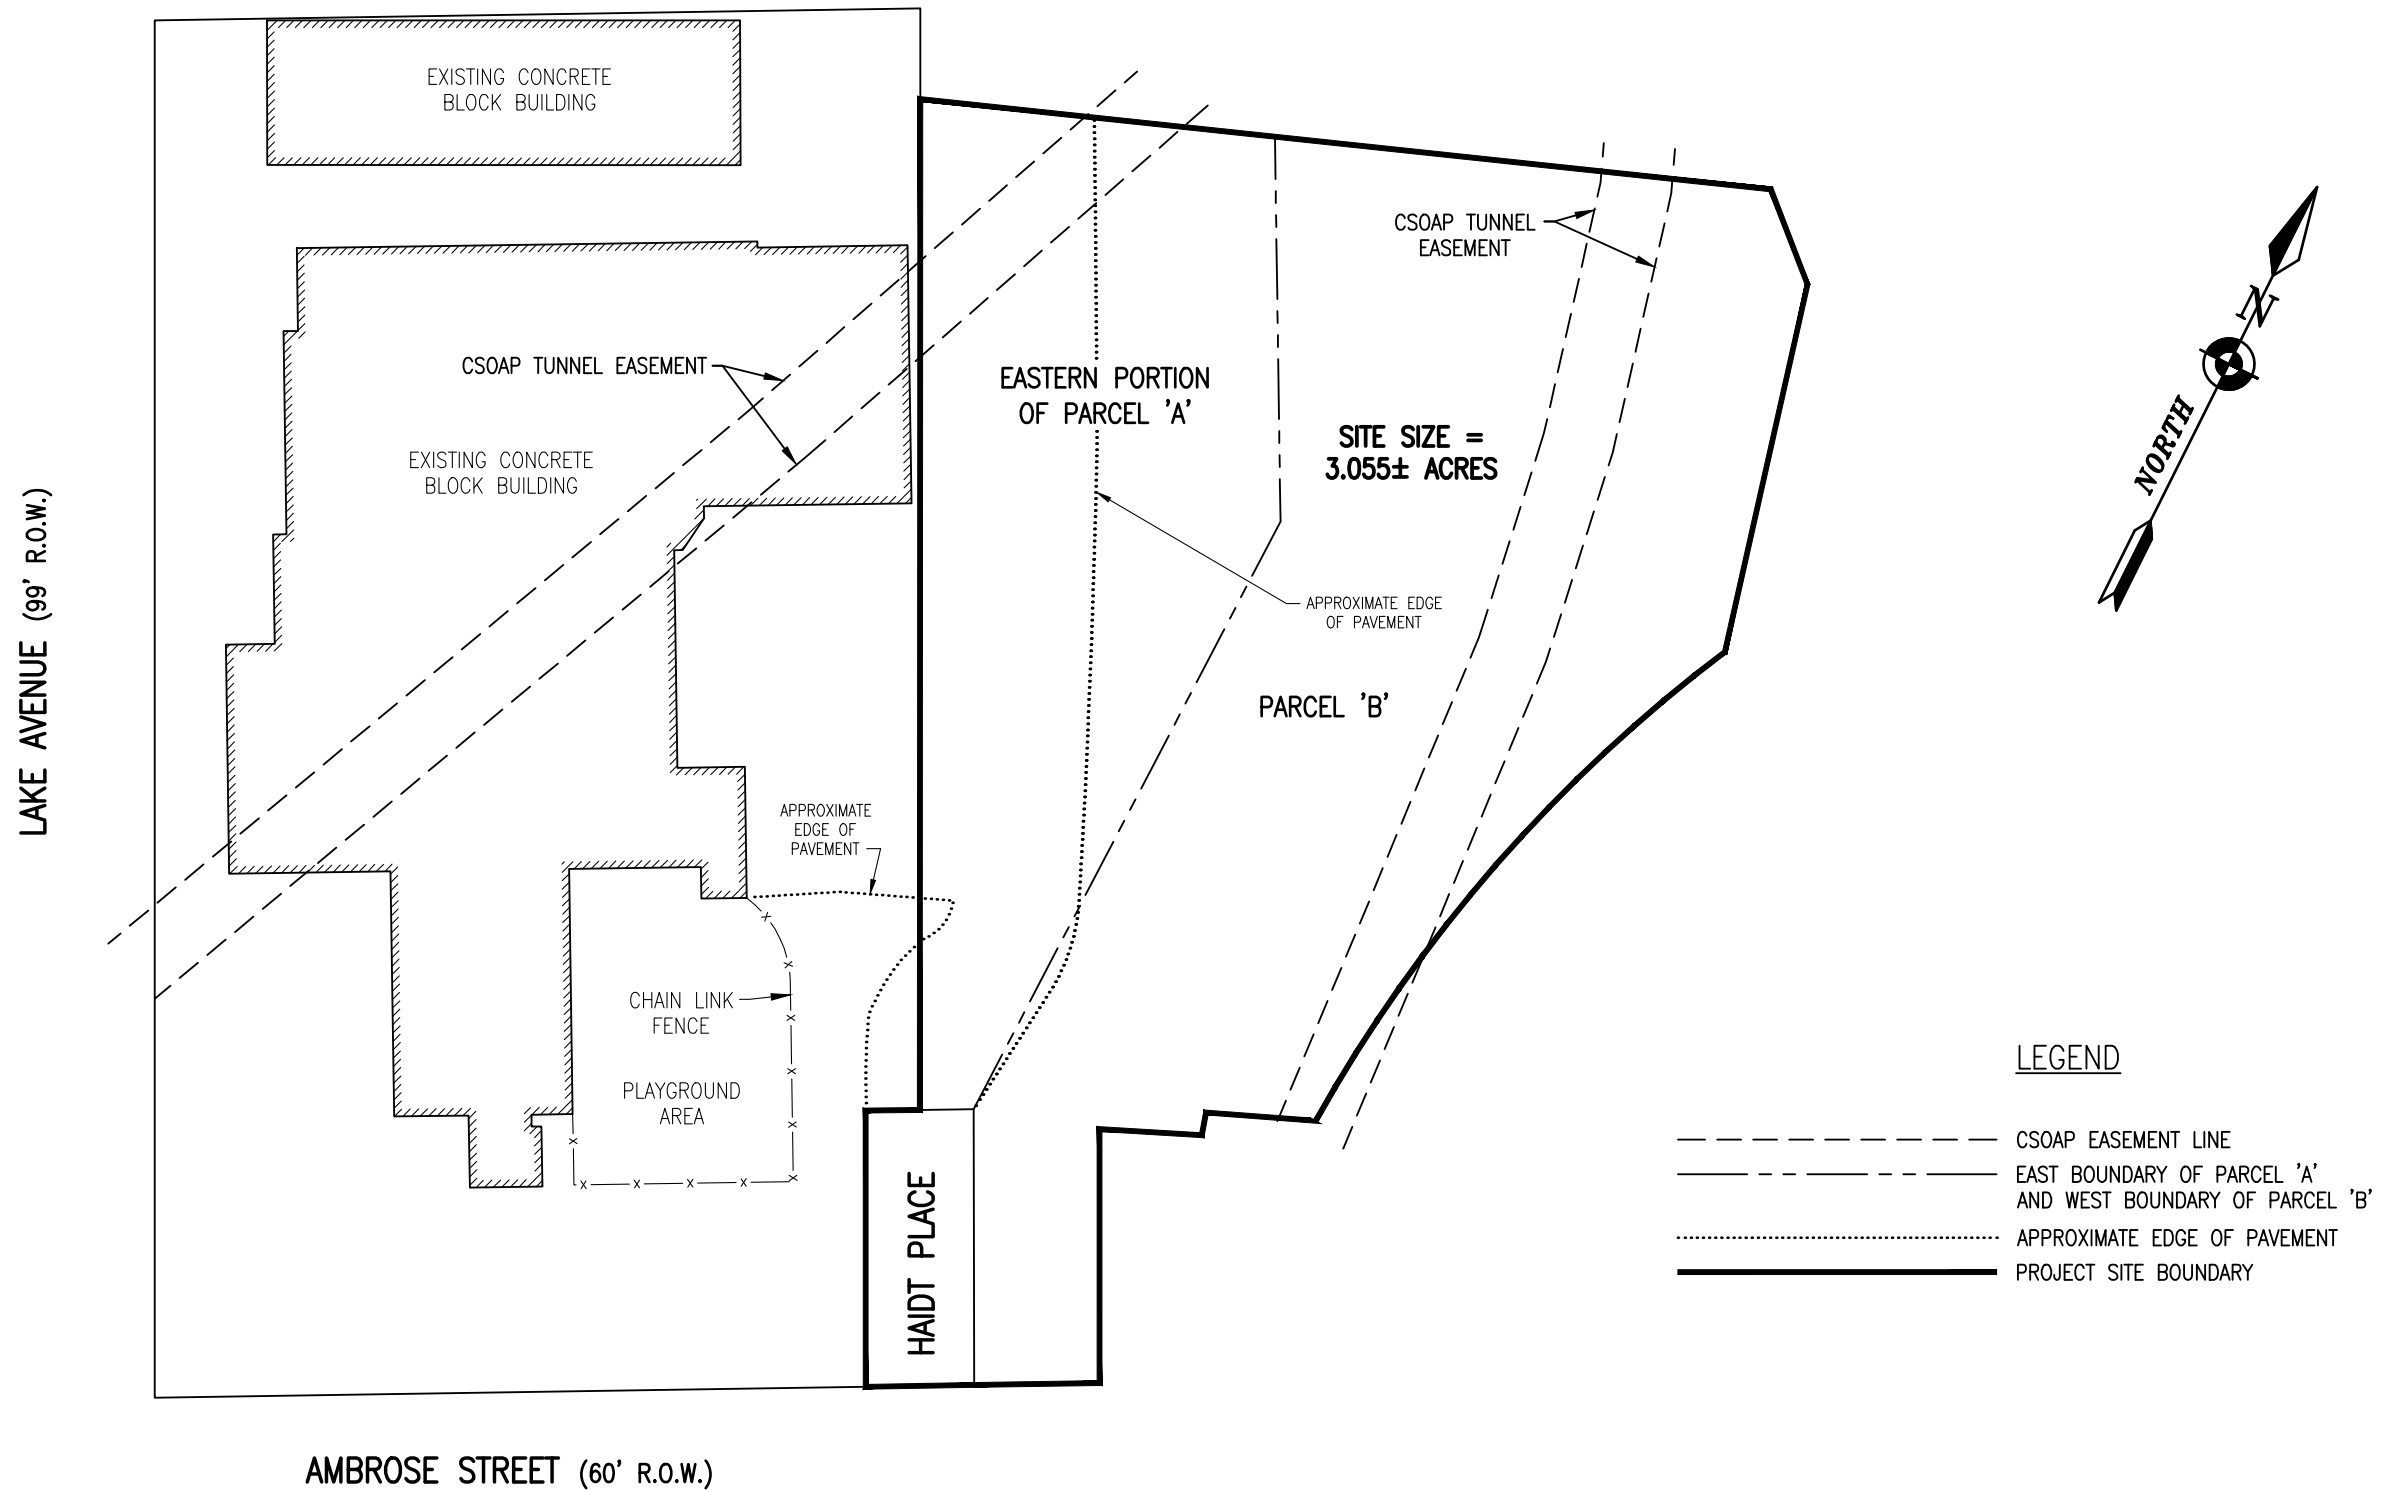 EXISTING CONCRETE
BLOCK BUILDING
CSOAP TUNNEL
EASEMENT
N
NORTH
CSOAP TUNNEL EASEMENT
EASTERN PORTION
OF PARCEL 'A'
SITE SIZE =
3.055± ACRES
EXISTING CONCRETE
BLOCK BUILDING
LAKE AVENUE (99' R.O.W.)
APPROXIMATE EDGE
OF PAVEMENT
PARCEL 'B'
APPROXIMATE
EDGE OF
PAVEMENT
CHAIN LINK
FENCE
PLAYGROUND
AREA
HAIDT PLACE
LEGEND
CSOAP EASEMENT LINE
EAST BOUNDARY OF PARCEL 'A'
AND WEST BOUNDARY OF PARCEL 'B'
APPROXIMATE EDGE OF PAVEMENT
PROJECT SITE BOUNDARY
AMBROSE STREET (60' R.O.W.)